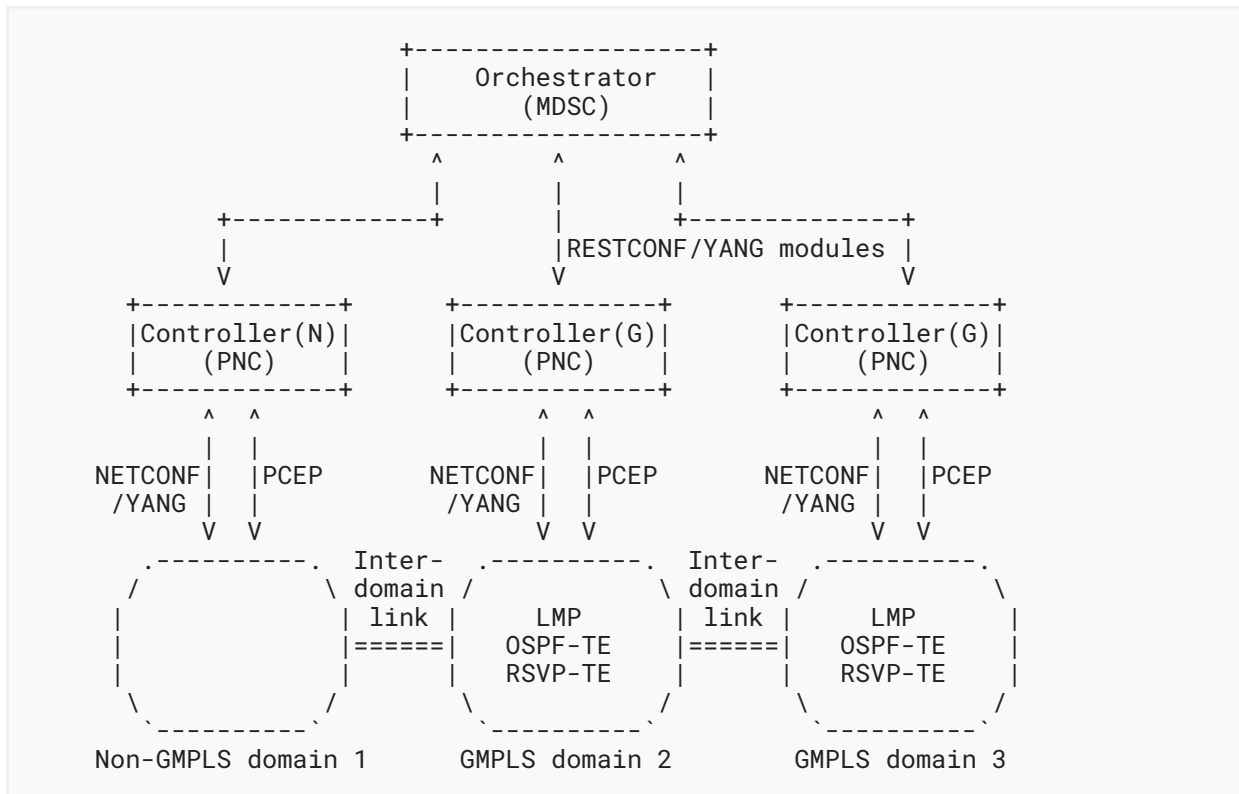 Orchestrator
(MDSC)
RESTCONF/YANG modules
Controller(N) Controller(G) Controller(G)
(PNC) (PNC) (PNC)
NETCONF PCEP NETCONF PCEP NETCONF PCEP
/YANG /YANG /YANG
Inter- Inter-
domain domain
link LMP link LMP
OSPF-TE OSPF-TE
RSVP-TE RSVP-TE
Non-GMPLS domain 1 GMPLS domain 2 GMPLS domain 3